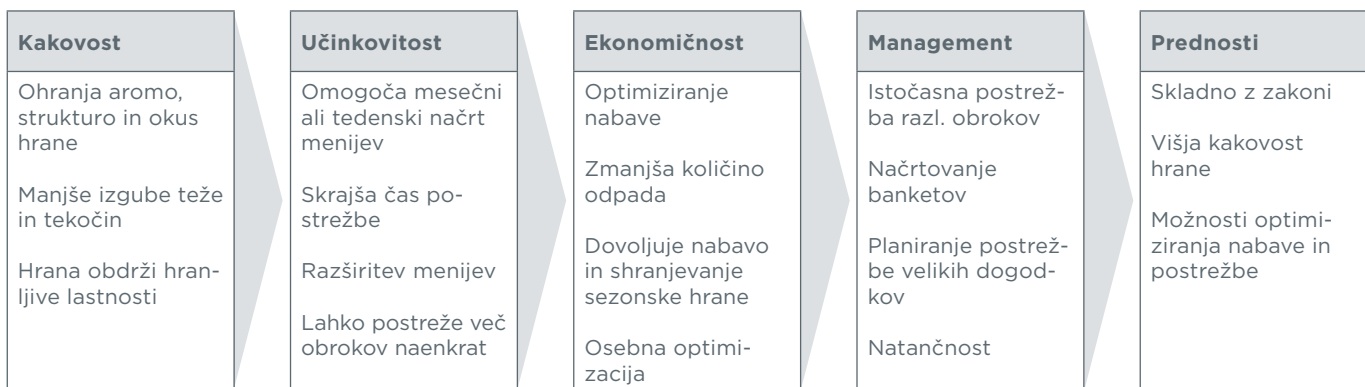 Kakovost
Ohranja aromo,
strukturo in okus
hrane
Manjše izgube teže
in tekočin
Hrana obdrži hran-
ljive lastnosti
Učinkovitost
Omogoča mesečni
ali tedenski načrt
menijev
Skrajša čas po-
strežbe
Razširitev menijev
Lahko postreže več
obrokov naenkrat
Ekonomičnost
Optimiziranje
nabave
Zmanjša količino
odpada
Dovoljuje nabavo
in shranjevanje
sezonske hrane
Osebna optimi-
zacija
Management
Istočasna postrež-
ba razl. obrokov
Načrtovanje
banketov
Planiranje postrež-
be velikih dogod-
kov
Natančnost
Prednosti
Skladno z zakoni
Višja kakovost
hrane
Možnosti optimi-
ziranja nabave in
postrežbe